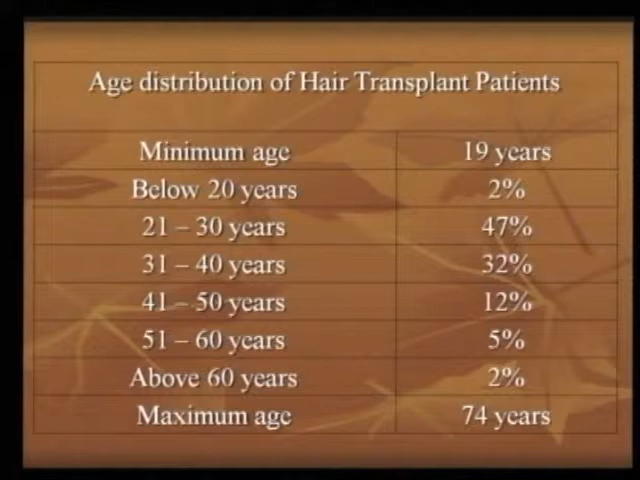 Age distribution of Hair Transplant Patients
Minimum age 19 years
Below 20 years 2%
21 – 30 years 47%
31 – 40 years 32%
41 – 50 years 12%
51 – 60 years 5%
Above 60 years 2%
Maximum age 74 years